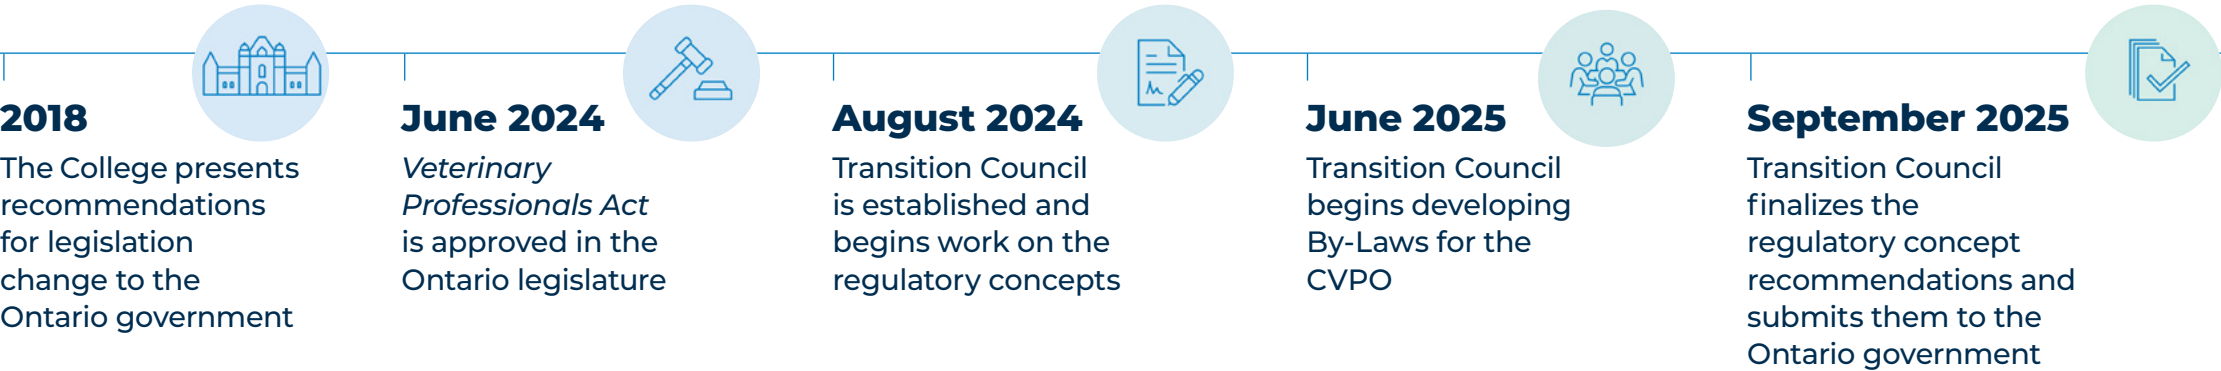 2018
The College presents
recommendations
for legislation
change to the
Ontario government
June 2024
Veterinary
Professionals Act
is approved in the
Ontario legislature
August 2024
Transition Council
is established and
begins work on the
regulatory concepts
June 2025
Transition Council
begins developing
By-Laws for the
CVPO
September 2025
Transition Council
finalizes the
regulatory concept
recommendations and
submits them to the
Ontario government